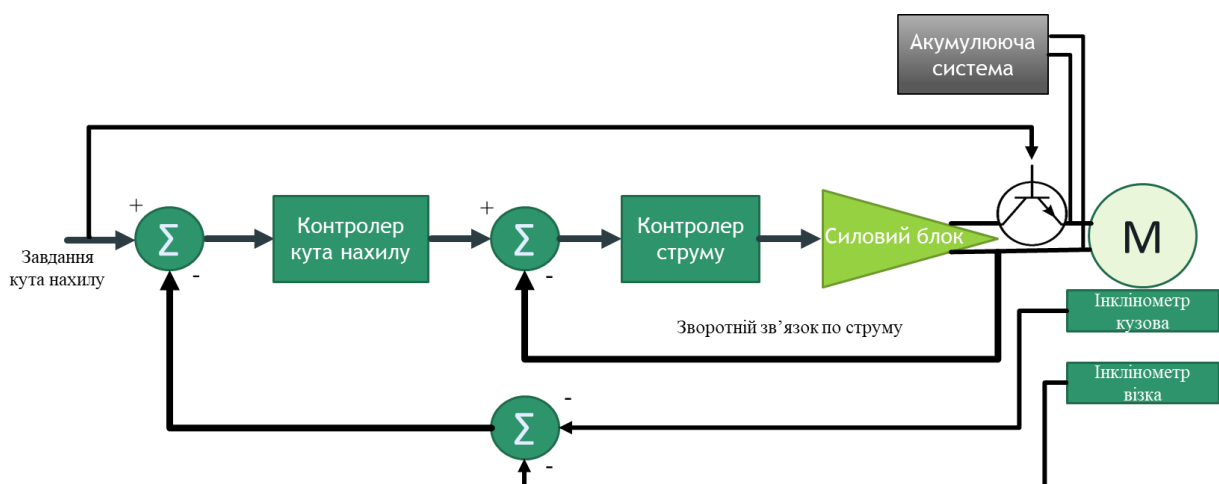 Акумулююча
система
+
Σ
-
Завдання
кута нахилу
Контролер
кута нахилу
+
Σ
-
Контролер
струму
Силовий блок
M
Зворотній зв’язок по струму
Інклінометр
кузова
Інклінометр
візка
-
Σ
-